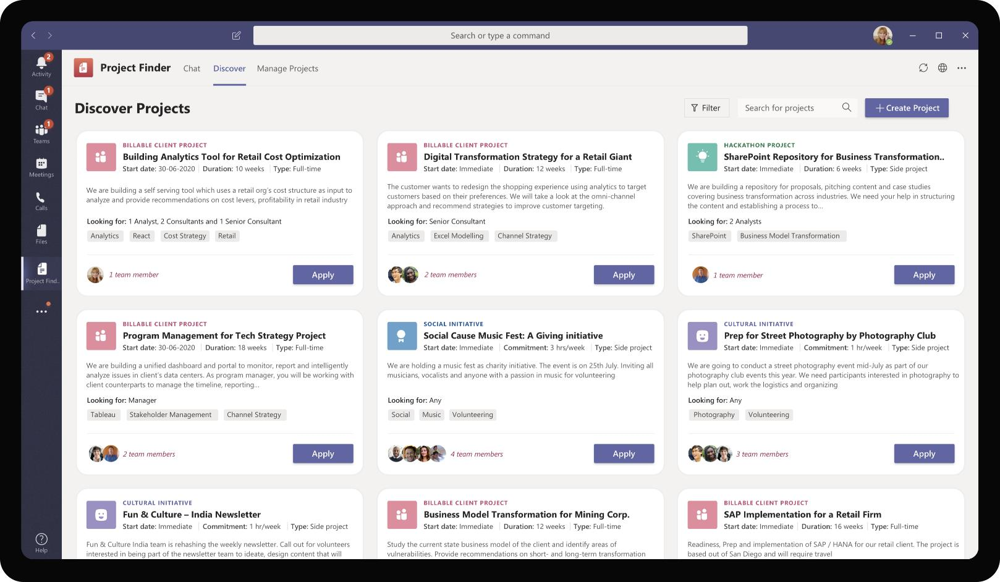 Search or type a command
2
Activity
1
Chat
1
Teams
Meetings
Calls
Files
Project Find..
Help
Project Finder
Chat
Discover
Manage Projects
Discover Projects
Filter
Search for projects
Create Project
BILLABLE CLIENT PROJECT
Building Analytics Tool for Retail Cost Optimization
Start date: 30-06-2020 Duration: 10 weeks Type: Full-time
We are building a self serving tool which uses a retail org's cost structure as input to
analyze and provide recommendations on cost levers, profitability in retail industry
Looking for: 1 Analyst, 2 Consultants and 1 Senior Consultant
Analytics React Cost Strategy Retail
1 team member
Apply
BILLABLE CLIENT PROJECT
Digital Transformation Strategy for a Retail Giant
Start date: Immediate Duration: 12 weeks Type: Full-time
The customer wants to redesign the shopping experience using analytics to target
customers based on their preferences. We will take a look at the omni-channel
approach and recommend strategies to improve customer targeting.
Looking for: Senior Consultant
Analytics Excel Modelling Channel Strategy
2 team members
Apply
HACKATHON PROJECT
SharePoint Repository for Business Transformation..
Start date: Immediate Duration: 6 weeks Type: Side project
We are building a repository for proposals, pitching content and case studies
covering business transformation across industries. We need your help in structuring
the content and establishing a process to...
Looking for: 2 Analysts
SharePoint Business Model Transformation
1 team member
Apply
BILLABLE CLIENT PROJECT
Program Management for Tech Strategy Project
Start date: 30-06-2020 Duration: 18 weeks Type: Full-time
We are building a unified dashboard and portal to monitor, report and intelligently
analyze issues in client's data centers. As program manager, you will be working with
client counterparts to manage the timeline, reporting...
Looking for: Manager
Tableau Stakeholder Management Channel Strategy
2 team members
Apply
SOCIAL INITIATIVE
Social Cause Music Fest: A Giving initiative
Start date: Immediate Commitment: 3 hrs/week Type: Side project
We are holding a music fest as charity initiative. The event is on 25th July. Inviting all
musicians, vocalists and anyone with a passion in music for volunteering
Looking for: Any
Social Music Volunteering
4 team members
Apply
CULTURAL INITIATIVE
Prep for Street Photography by Photography Club
Start date: Immediate Commitment: 1 hr/week Type: Side project
We are going to conduct a street photography event mid-July as part of our
photography club events this year. We need participants interested in photography to
help plan out, work the logistics and organizing
Looking for: Any
Photography Volunteering
3 team members
Apply
CULTURAL INITIATIVE
Fun & Culture – India Newsletter
Start date: Immediate Commitment: 1 hr/week Type: Side project
Fun & Culture India team is rehashing the weekly newsletter. Call out for volunteers
interested in being part of the newsletter team to ideate, design content that will
BILLABLE CLIENT PROJECT
Business Model Transformation for Mining Corp.
Start date: Immediate Duration: 12 weeks Type: Full-time
Study the current state business model of the client and identify areas of
vulnerabilities. Provide recommendations on short- and long-term transformation
BILLABLE CLIENT PROJECT
SAP Implementation for a Retail Firm
Start date: Immediate Duration: 16 weeks Type: Full-time
Readiness, Prep and implementation of SAP / HANA for our retail client. The project is
based out of San Diego and will require travel